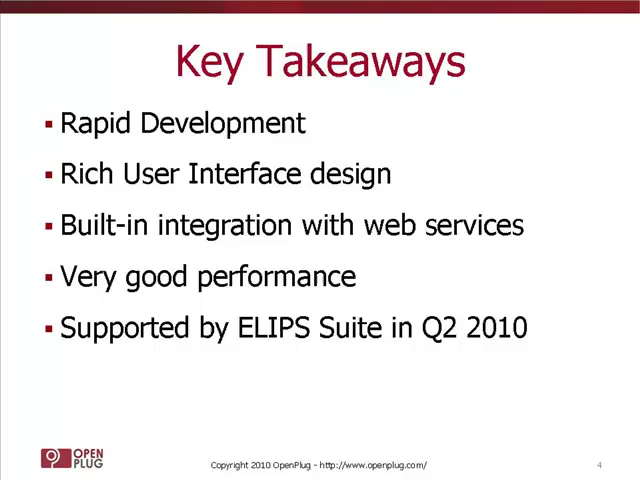 Key Takeaways
▪ Rapid Development
▪ Rich User Interface design
▪ Built-in integration with web services
▪ Very good performance
▪ Supported by ELIPS Suite in Q2 2010
OPEN
PLUG
Copyright 2010 OpenPlug - http://www.openplug.com/
4